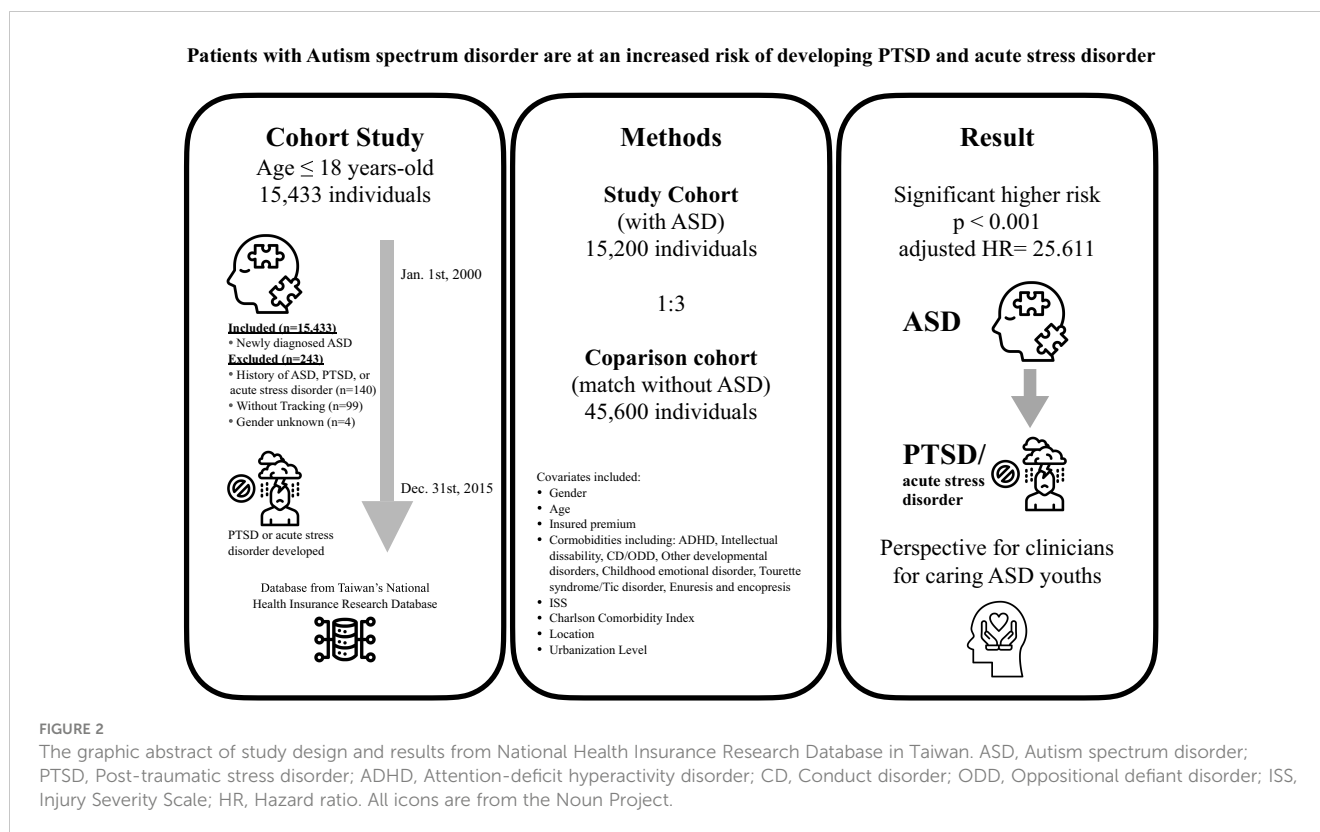 Patients with Autism spectrum disorder are at an increased risk of developing PTSD and acute stress disorder
Cohort Study
Age ≤ 18 years-old
15,433 individuals
Jan. 1st, 2000
Included (n=15,433)
• Newly diagnosed ASD
Excluded (n=243)
• History of ASD, PTSD, or
acute stress disorder (n=140)
• Without Tracking (n=99)
• Gender unknown (n=4)
Dec. 31st, 2015
PTSD or acute stress
disorder developed
Database from Taiwan's National
Health Insurance Research Database
Methods
Study Cohort
(with ASD)
15,200 individuals
1:3
Coparison cohort
(match without ASD)
45,600 individuals
Covariates included:
• Gender
• Age
• Insured premium
• Cormobidities including: ADHD, Intellectual
dissability, CD/ODD, Other developmental
disorders, Childhood emotional disorder, Tourette
syndrome/Tic disorder, Enuresis and encopresis
• ISS
• Charlson Comorbidity Index
• Location
• Urbanization Level
Result
Significant higher risk
p < 0.001
adjusted HR= 25.611
ASD
PTSD/
acute stress
disorder
Perspective for clinicians
for caring ASD youths
FIGURE 2
The graphic abstract of study design and results from National Health Insurance Research Database in Taiwan. ASD, Autism spectrum disorder;
PTSD, Post-traumatic stress disorder; ADHD, Attention-deficit hyperactivity disorder; CD, Conduct disorder; ODD, Oppositional defiant disorder; ISS,
Injury Severity Scale; HR, Hazard ratio. All icons are from the Noun Project.